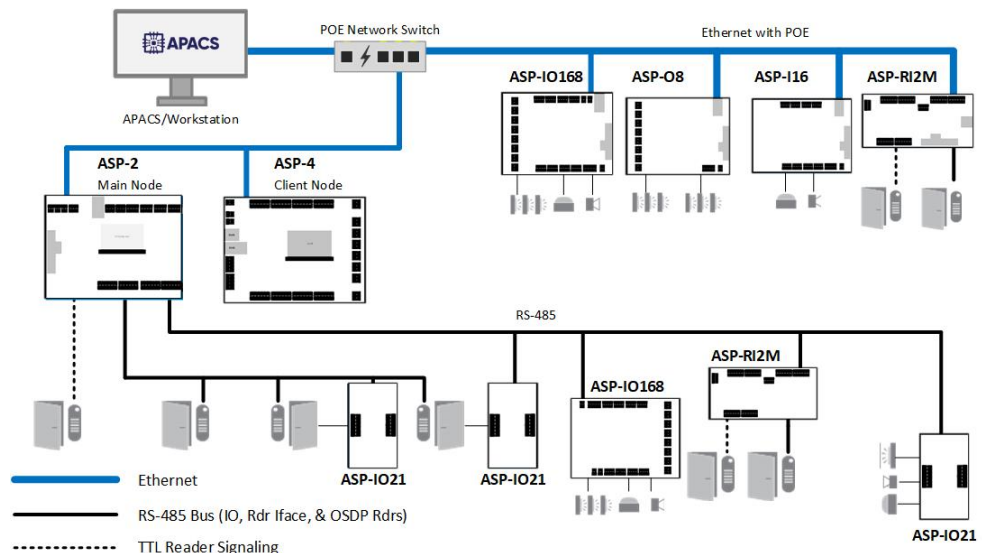 APACS
POE Network Switch
Ethernet with POE
ASP-IO168
ASP-O8
ASP-I16
ASP-RI2M
APACS/Workstation
ASP-2
Main Node
ASP-4
Client Node
RS-485
ASP-RI2M
ASP-IO168
ASP-IO21
ASP-IO21
ASP-IO21
Ethernet
RS-485 Bus (IO, Rdr Iface, & OSDP Rdrs)
TTL Reader Signaling